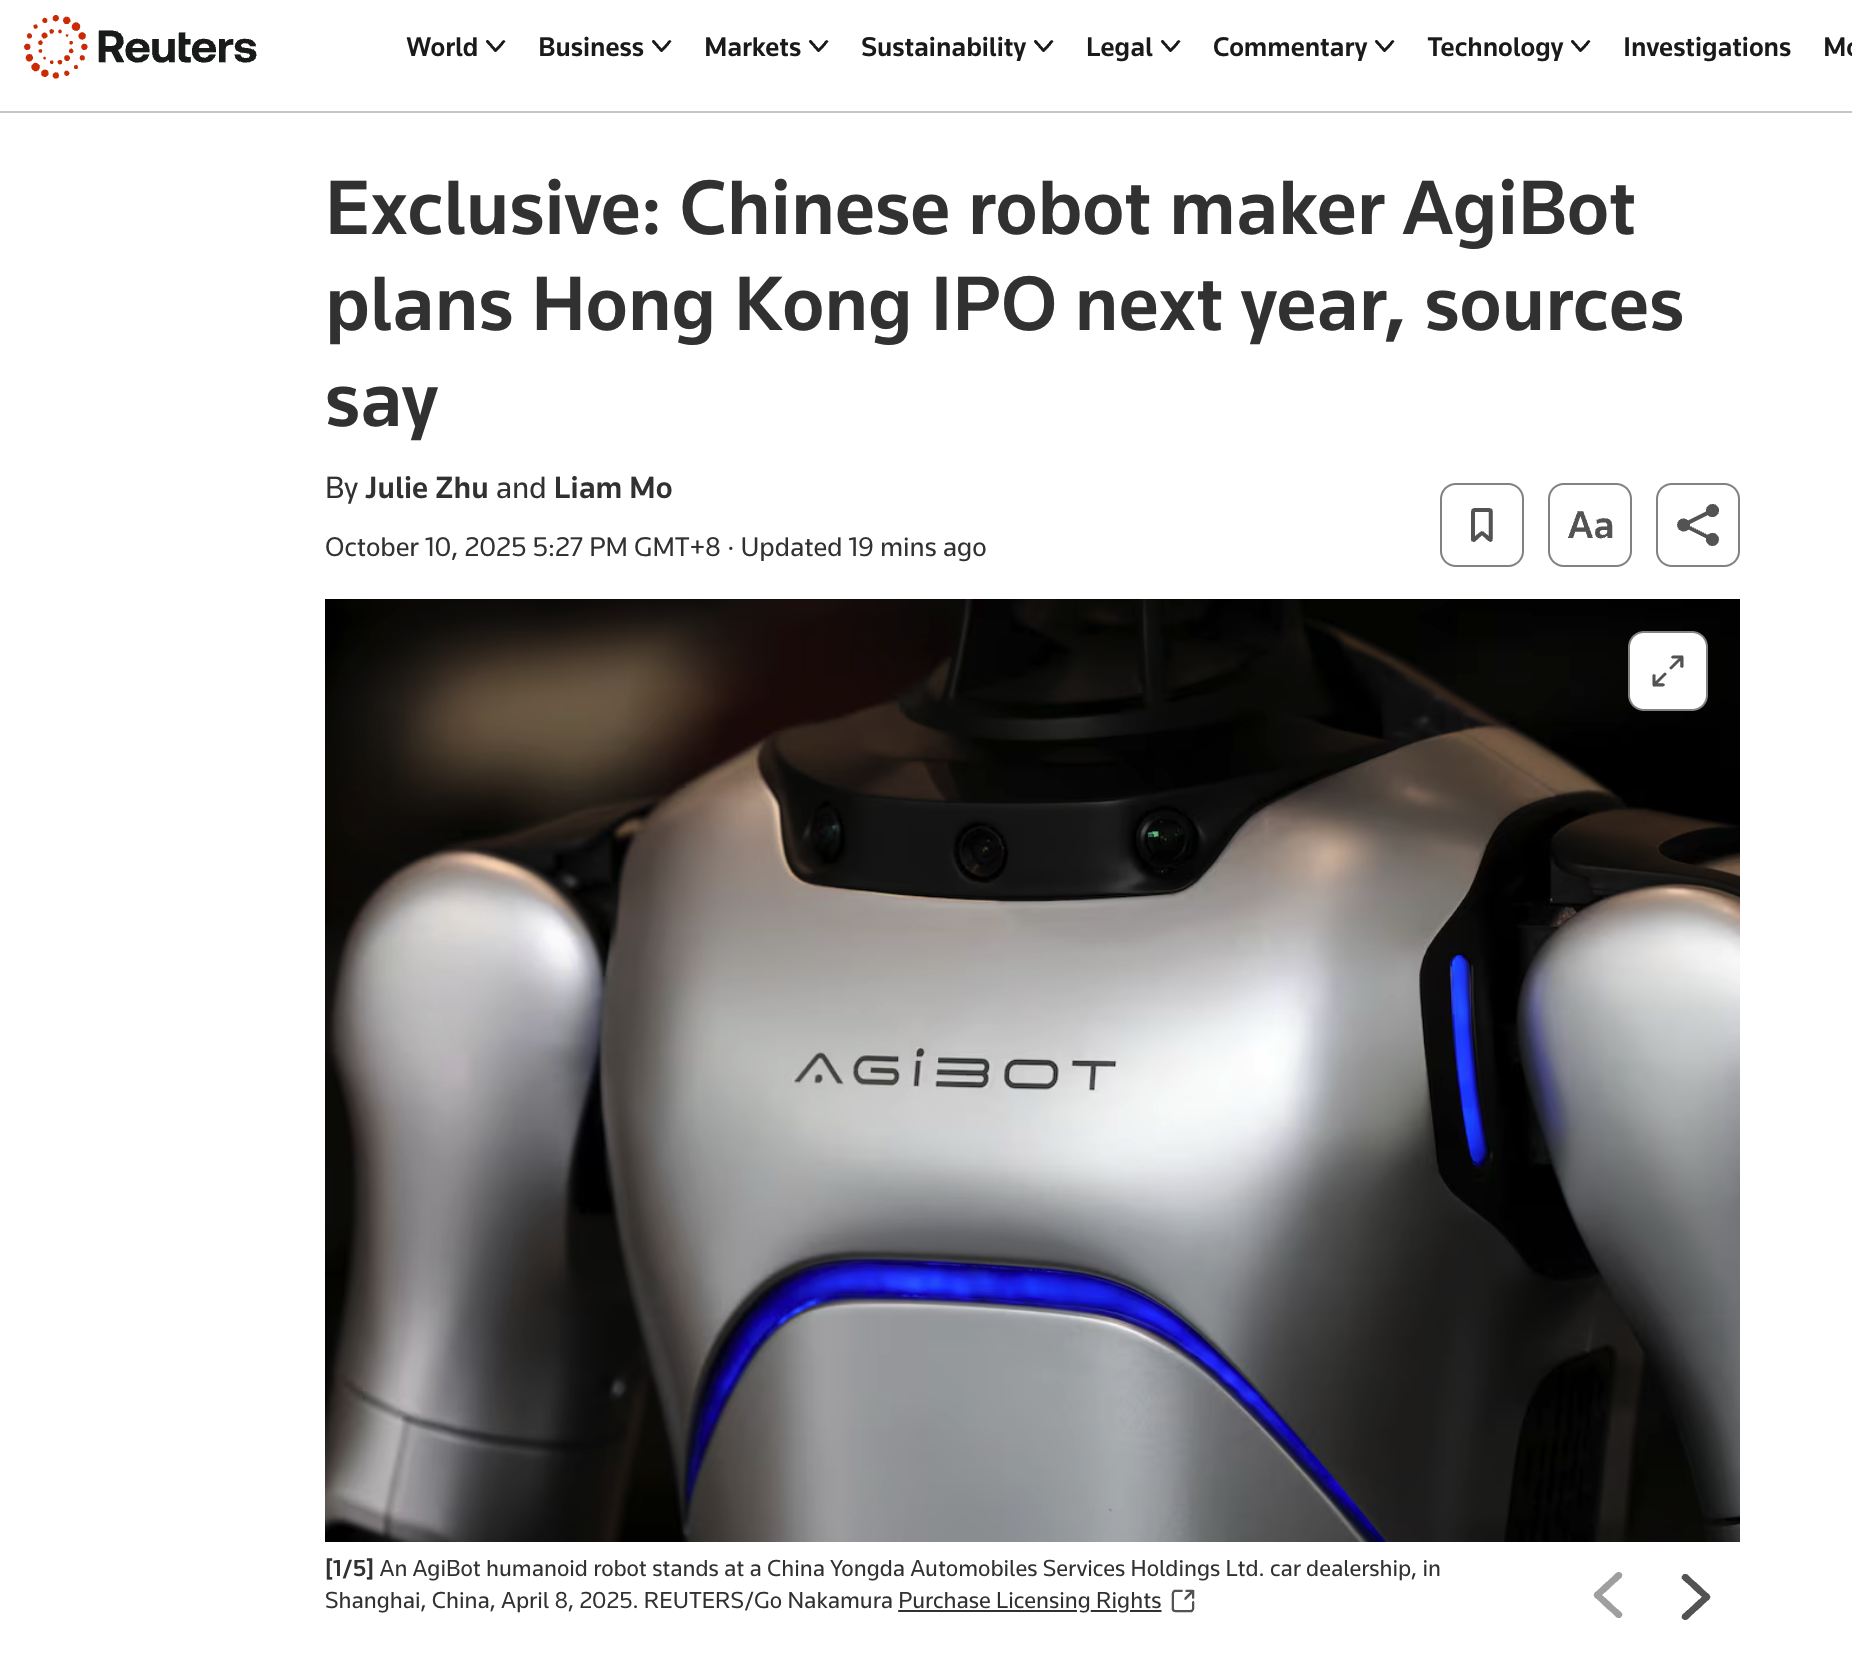 Reuters
World Business Markets Sustainability Legal Commentary Technology Investigations
Exclusive: Chinese robot maker AgiBot
plans Hong Kong IPO next year, sources
say
By Julie Zhu and Liam Mo
October 10, 2025 5:27 PM GMT+8 · Updated 19 mins ago
Aa
AGiBOT
[1/5] An AgiBot humanoid robot stands at a China Yongda Automobiles Services Holdings Ltd. car dealership, in
Shanghai, China, April 8, 2025. REUTERS/Go Nakamura Purchase Licensing Rights